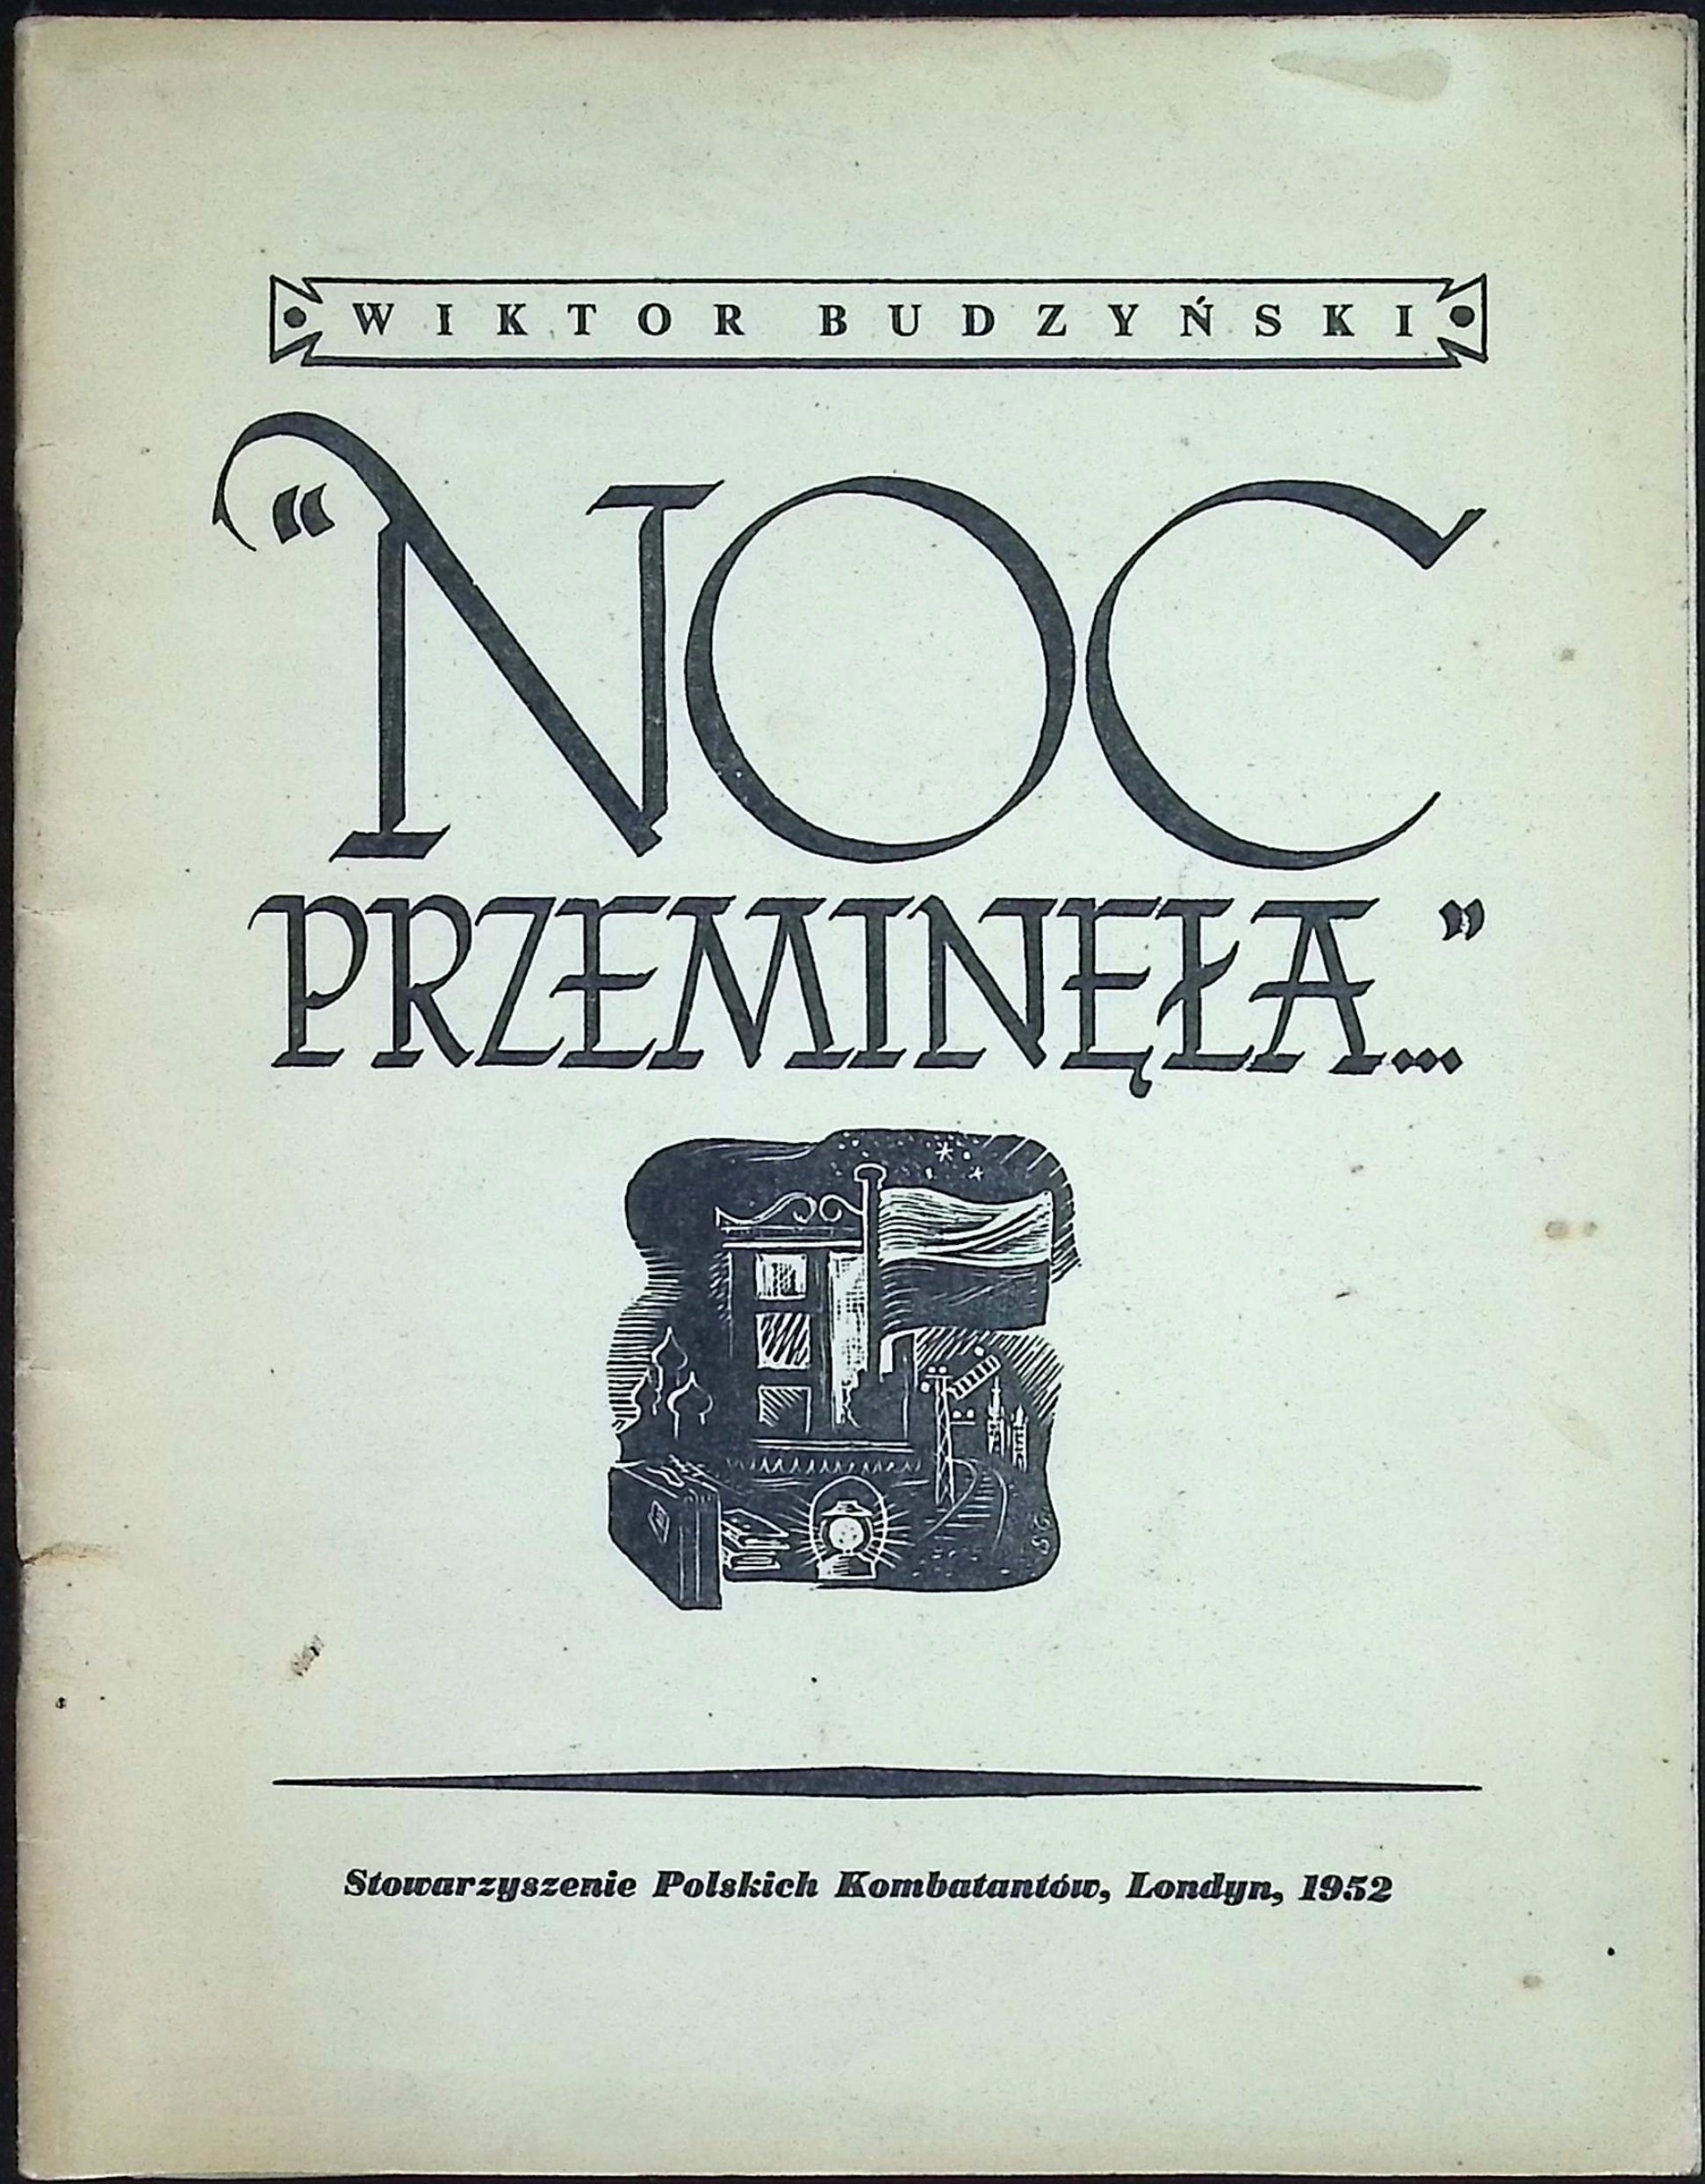 WIKTOR BUDZYŃSKI
“NOC
PRZEMINĘŁA...”
S.G.
Stowarzyszenie Polskich Kombatantów, Londyn, 1952